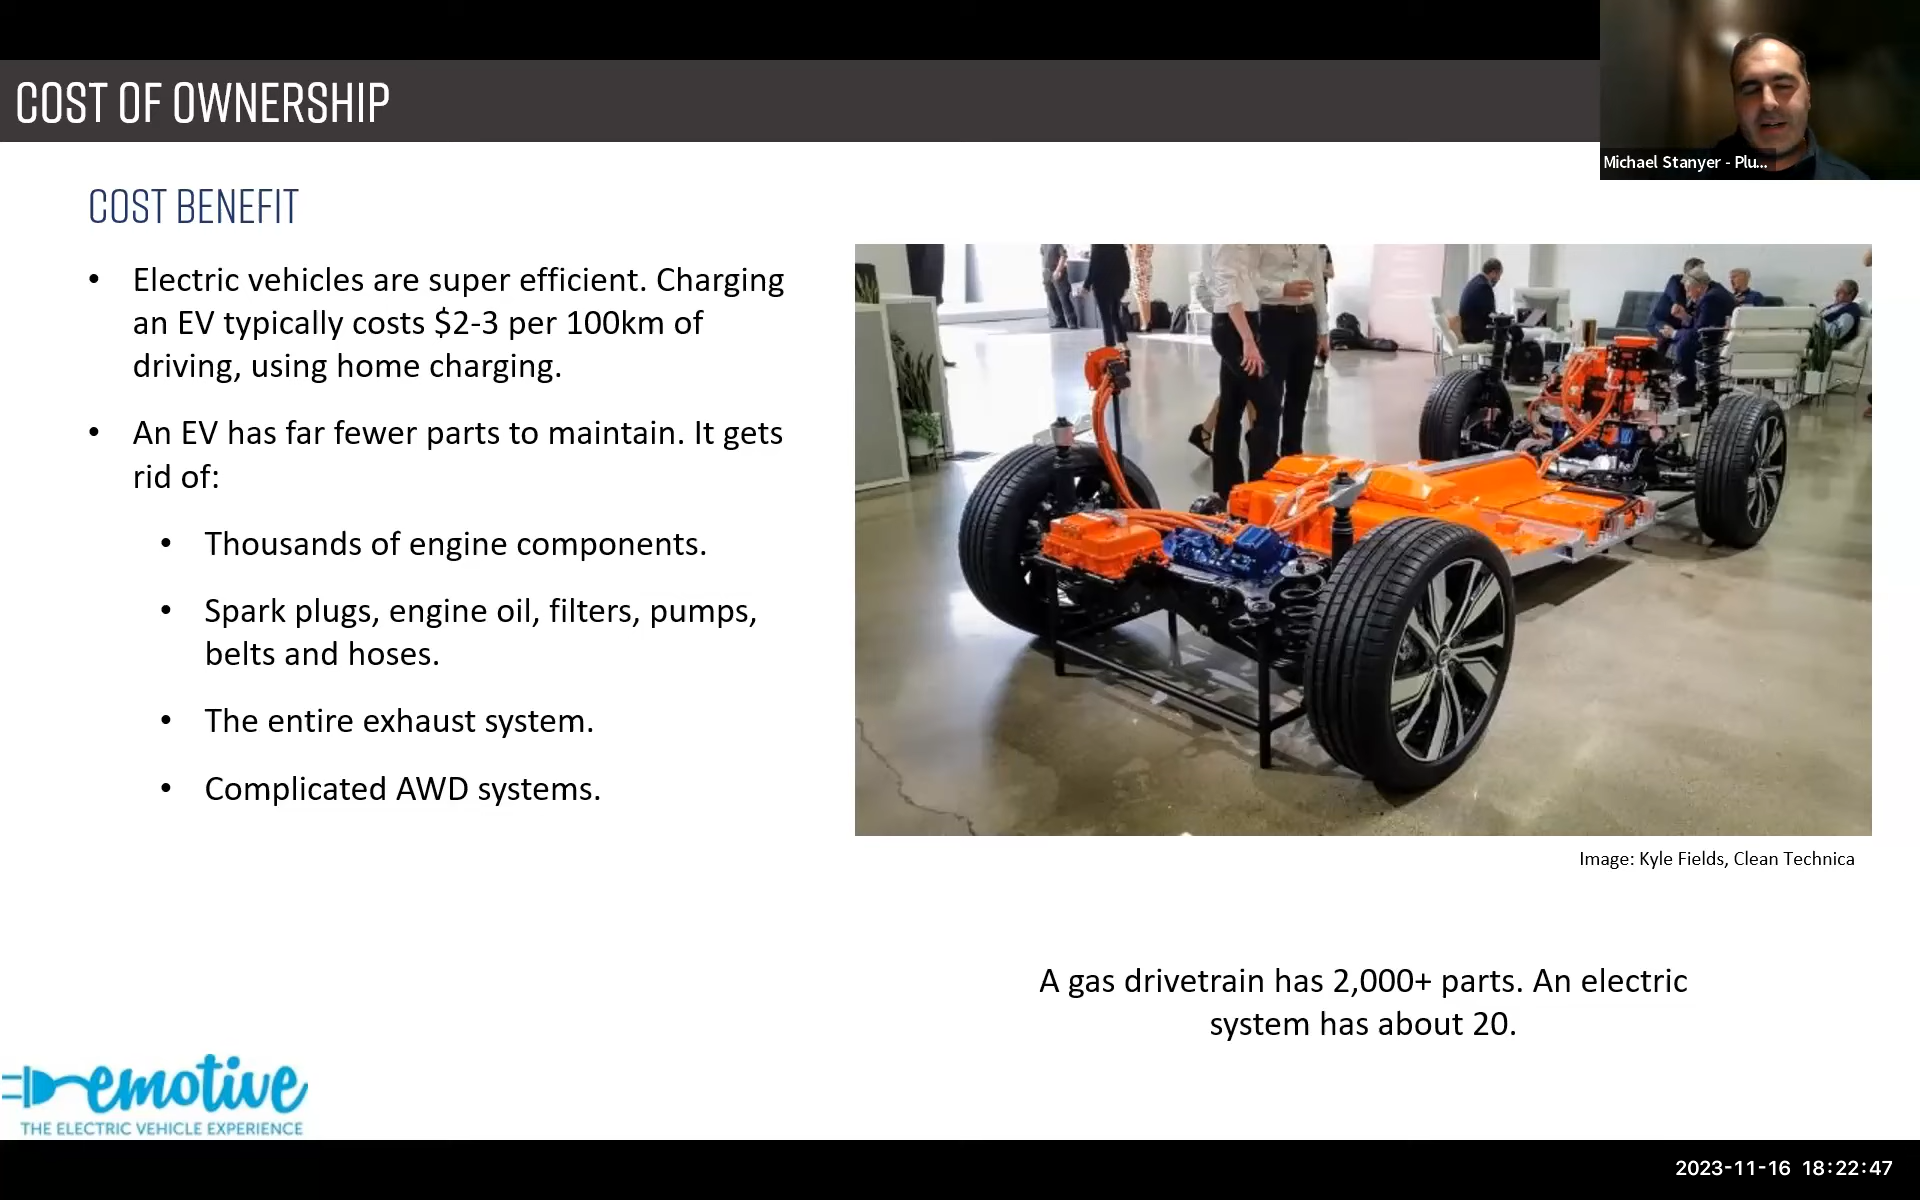 COST OF OWNERSHIP
Michael Stanyer - Plu...
COST BENEFIT
• Electric vehicles are super efficient. Charging
an EV typically costs $2-3 per 100km of
driving, using home charging.
• An EV has far fewer parts to maintain. It gets
rid of:
• Thousands of engine components.
• Spark plugs, engine oil, filters, pumps,
belts and hoses.
• The entire exhaust system.
• Complicated AWD systems.
Image: Kyle Fields, Clean Technica
A gas drivetrain has 2,000+ parts. An electric
system has about 20.
emotive
THE ELECTRIC VEHICLE EXPERIENCE
2023-11-16 18:22:47